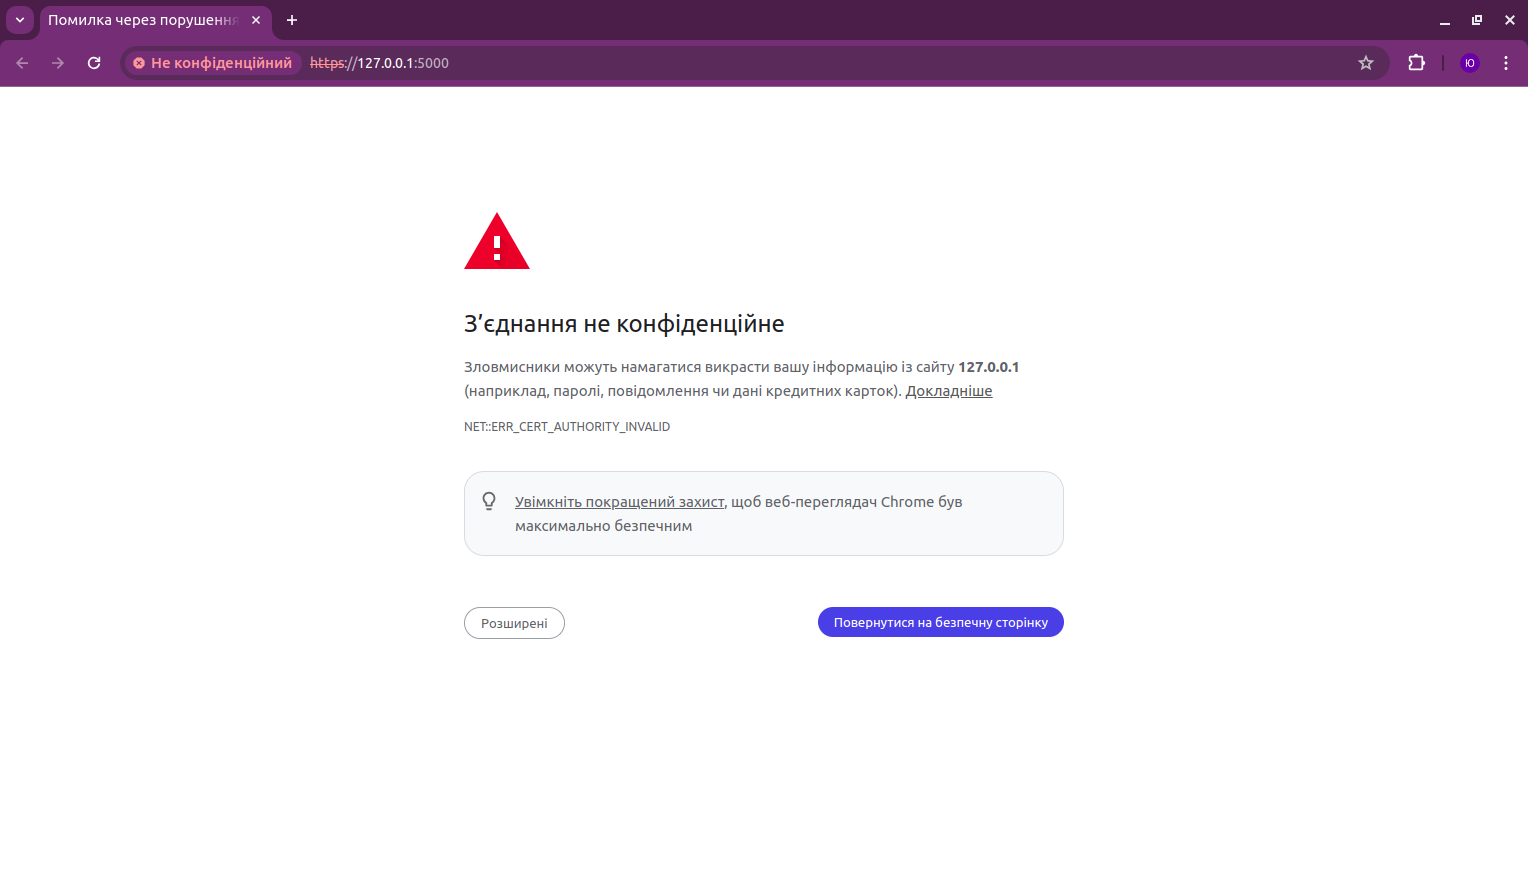 Помилка через порушення
Не конфіденційний
https://127.0.0.1:5000
Ю
З’єднання не конфіденційне
Зловмисники можуть намагатися викрасти вашу інформацію із сайту 127.0.0.1
(наприклад, паролі, повідомлення чи дані кредитних карток). Докладніше
NET::ERR_CERT_AUTHORITY_INVALID
Увімкніть покращений захист, щоб веб-переглядач Chrome був
максимально безпечним
Розширені
Повернутися на безпечну сторінку